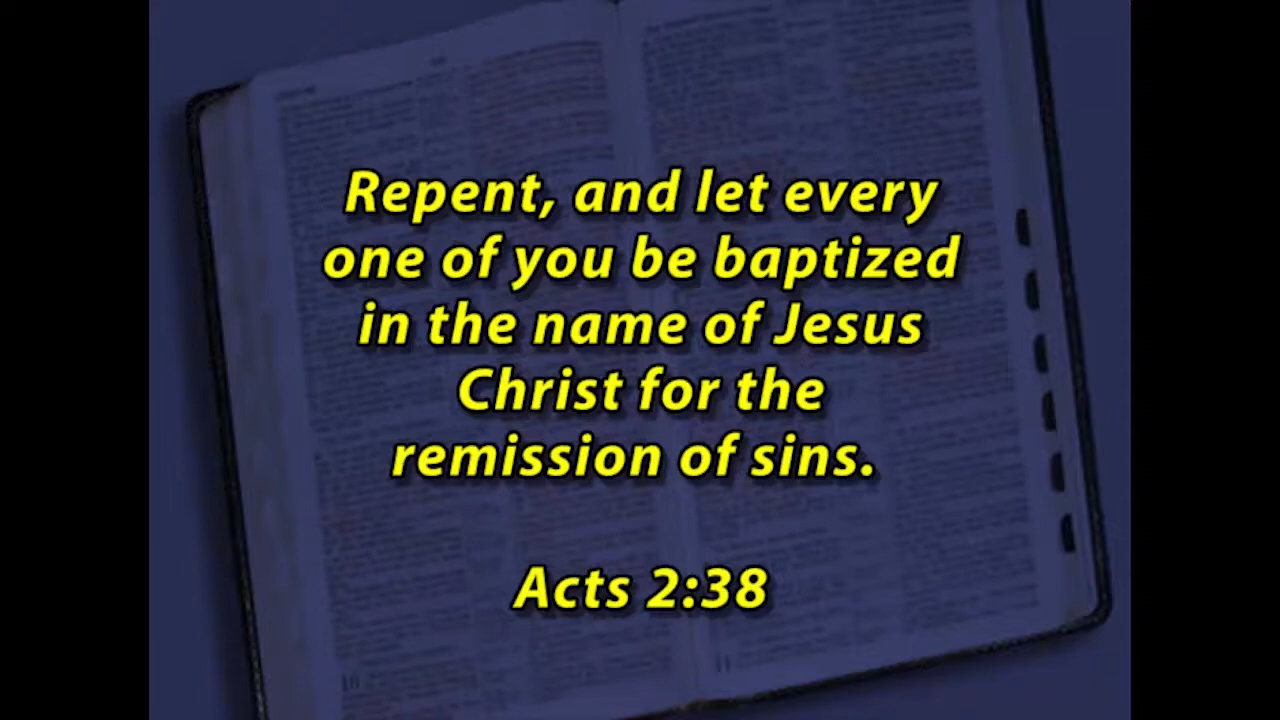 Repent, and let every
one of you be baptized
in the name of Jesus
Christ for the
remission of sins.
Acts 2:38